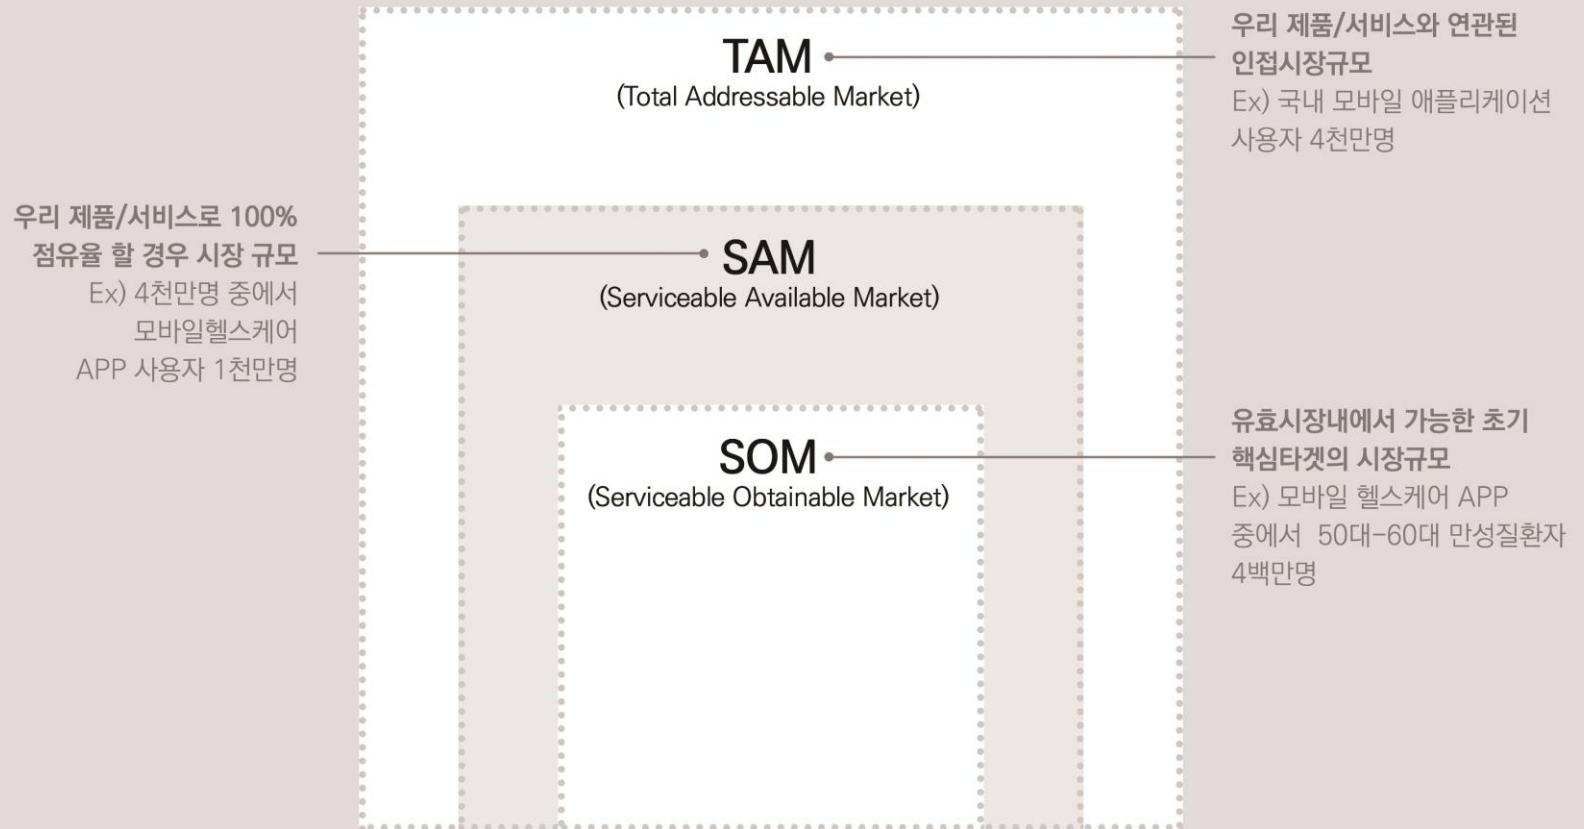 TAM
(Total Addressable Market)
우리 제품/서비스와 연관된
인접시장규모
Ex) 국내 모바일 애플리케이션
사용자 4천만명
우리 제품/서비스로 100%
점유율 할 경우 시장 규모
Ex) 4천만명 중에서
모바일헬스케어
APP 사용자 1천만명
SAM
(Serviceable Available Market)
SOM
(Serviceable Obtainable Market)
유효시장내에서 가능한 초기
핵심타겟의 시장규모
Ex) 모바일 헬스케어 APP
중에서  50대-60대 만성질환자
4백만명